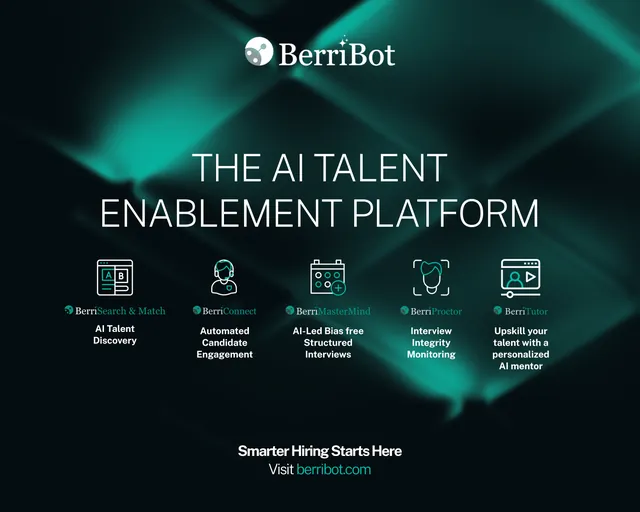 BerriBot
THE AI TALENT
ENABLEMENT PLATFORM
A B
BerriSearch & Match
AI Talent
Discovery
BerriConnect
Automated
Candidate
Engagement
BerriMasterMind
AI-Led Bias free
Structured
Interviews
BerriProctor
Interview
Integrity
Monitoring
BerriTutor
Upskill your
talent with a
personalized
AI mentor
Smarter Hiring Starts Here
Visit berribot.com